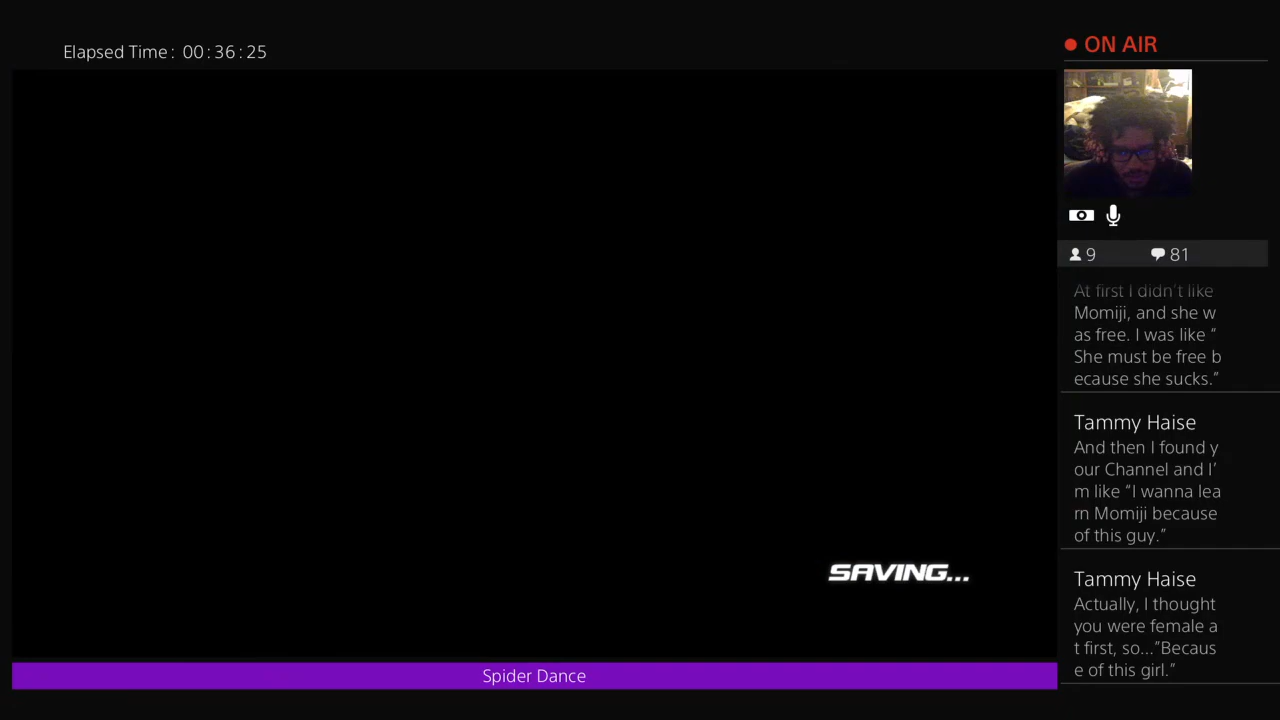 Elapsed Time: 00:36:25
ON AIR
9 81
At first I didn't like
Momiji, and she w
as free. I was like “
She must be free b
ecause she sucks.”
Tammy Haise
And then I found y
our Channel and I’
m like “I wanna lea
rn Momiji because
of this guy.”
Tammy Haise
Actually, I thought
you were female a
t first, so...”Becaus
e of this girl.”
SAVING...
Spider Dance